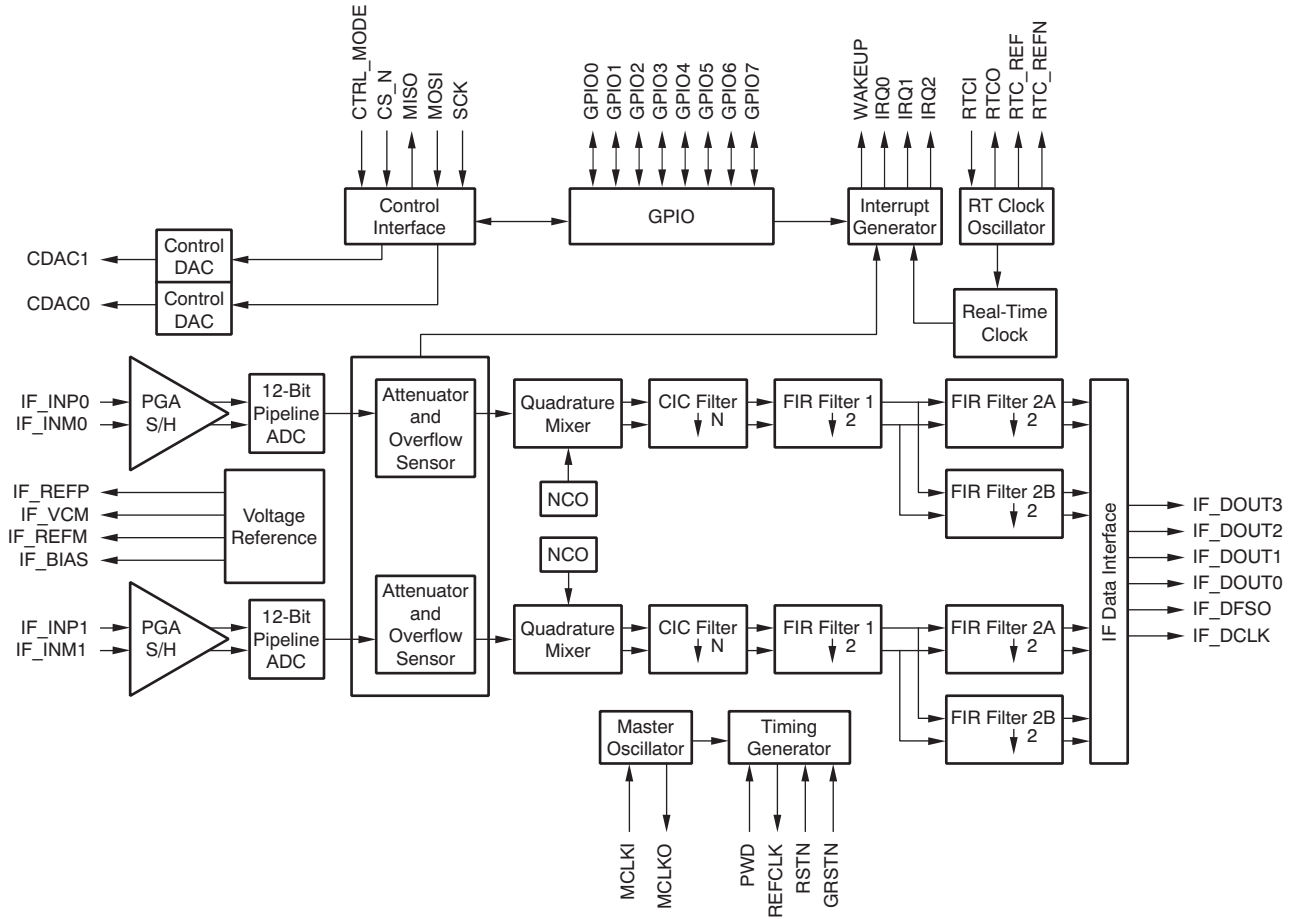 CTRL_MODE
CS_N
MISO
MOSI
SCK
GPIO0
GPIO1
GPIO2
GPIO3
GPIO4
GPIO5
GPIO6
GPIO7
WAKEUP
IRQ0
IRQ1
IRQ2
RTCI
RTCO
RTC_REF
RTC_REFN
Control
Interface
GPIO
Interrupt
Generator
RT Clock
Oscillator
CDAC1
Control
DAC
CDAC0
Control
DAC
Real-Time
Clock
IF_INP0
IF_INM0
PGA
S/H
12-Bit
Pipeline
ADC
Attenuator
and
Overflow
Sensor
Quadrature
Mixer
CIC Filter
N
FIR Filter 1
2
FIR Filter 2A
2
NCO
FIR Filter 2B
2
IF_REFP
IF_VCM
IF_REFM
IF_BIAS
Voltage
Reference
NCO
IF Data Interface
IF_DOUT3
IF_DOUT2
IF_DOUT1
IF_DOUT0
IF_DFSO
IF_DCLK
IF_INP1
IF_INM1
PGA
S/H
12-Bit
Pipeline
ADC
Attenuator
and
Overflow
Sensor
Quadrature
Mixer
CIC Filter
N
FIR Filter 1
2
FIR Filter 2A
2
FIR Filter 2B
2
Master
Oscillator
Timing
Generator
MCLKI
MCLKO
PWD
REFCLK
RSTN
GRSTN